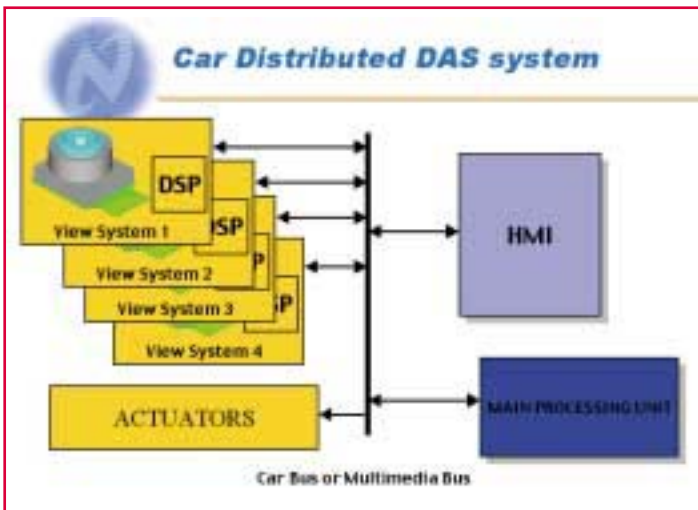 Car Distributed DAS system
DSP
View System 1
DSP
View System 2
View System 3
View System 4
HMI
ACTUATORS
MAIN PROCESSING UNIT
Car Bus or Multimedia Bus